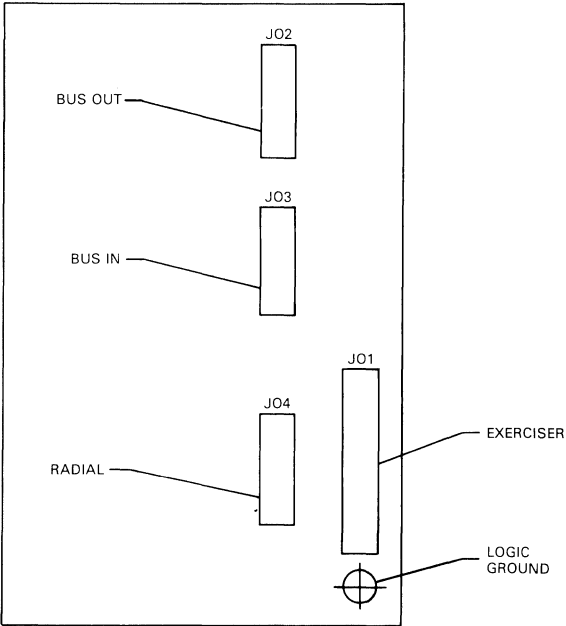 JO2
BUS OUT
JO3
BUS IN
JO1
JO4
EXERCISER
RADIAL
LOGIC
GROUND